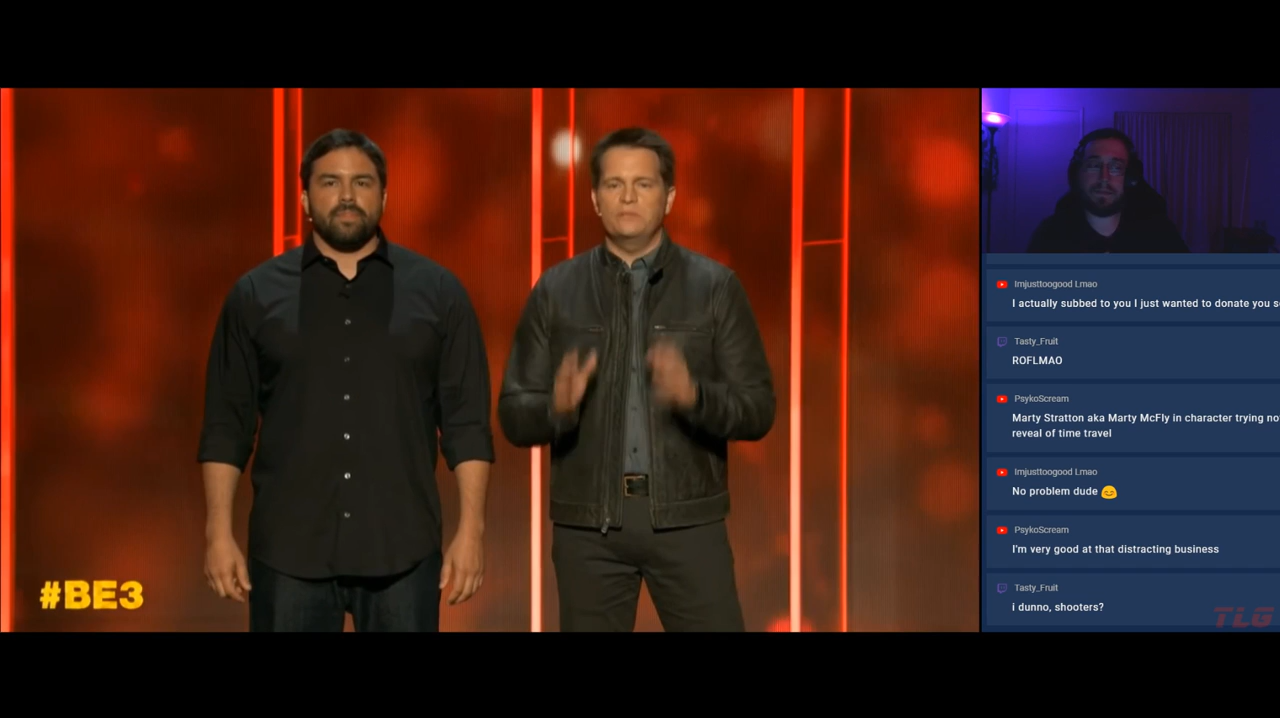 #BE3
Imjusttoogood Lmao
I actually subbed to you I just wanted to donate you
Tasty_Fruit
ROFLMAO
PsykoScream
Marty Stratton aka Marty McFly in character trying
reveal of time travel
Imjusttoogood Lmao
No problem dude 😊
PsykoScream
I'm very good at that distracting business
Tasty_Fruit
i dunno, shooters?
TLG